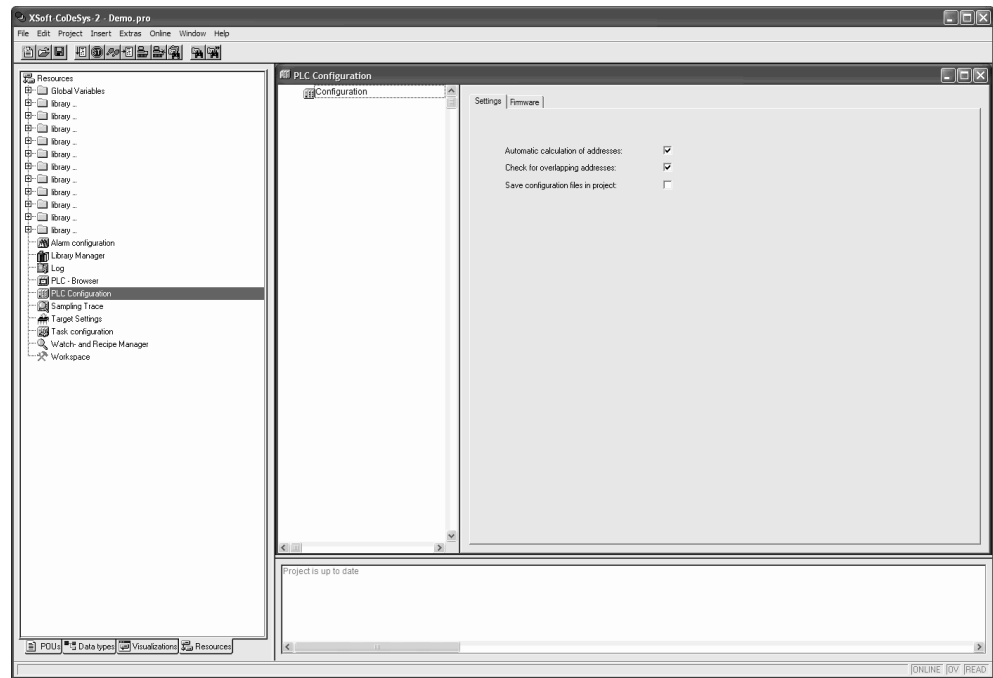 XSoft-CoDeSys-2 - Demo.pro
File Edit Project Insert Extras Online Window Help
Resources
Global Variables
library ..
library ..
library ..
library ..
library ..
library ..
library ..
library ..
library ..
library ..
library ..
Alarm configuration
Library Manager
Log
PLC - Browser
PLC Configuration
Sampling Trace
Target Settings
Task configuration
Watch- and Recipe Manager
Workspace
POUs Data types Visualizations Resources
PLC Configuration
Configuration
Settings Firmware
Automatic calculation of addresses:
Check for overlapping addresses:
Save configuration files in project:
Project is up to date
ONLINE OV READ